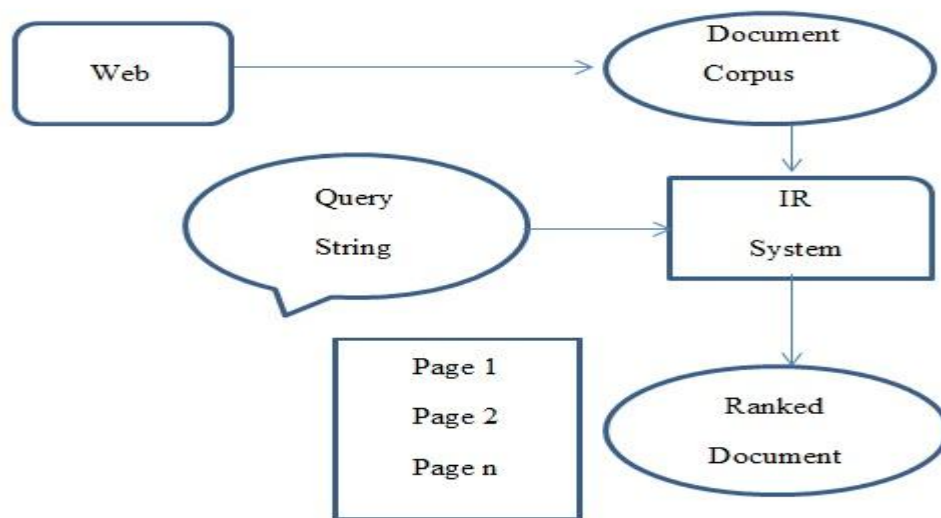 Web
Document
Corpus
Query
String
IR
System
Page 1
Page 2
Page n
Ranked
Document